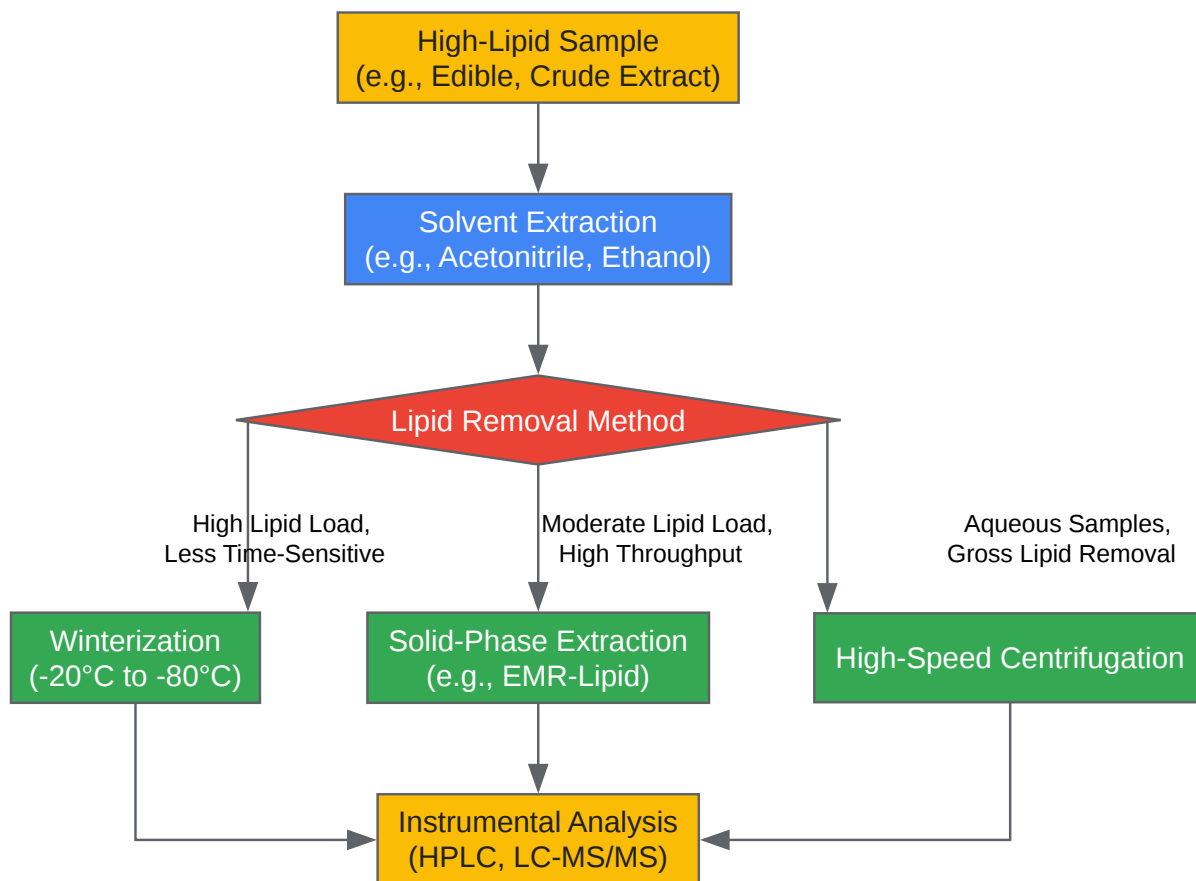 High-Lipid Sample
(e.g., Edible, Crude Extract)
Solvent Extraction
(e.g., Acetonitrile, Ethanol)
Lipid Removal Method
High Lipid Load,
Less Time-Sensitive
Moderate Lipid Load,
High Throughput
Aqueous Samples,
Gross Lipid Removal
Winterization
(-20°C to -80°C)
Solid-Phase Extraction
(e.g., EMR-Lipid)
High-Speed Centrifugation
Instrumental Analysis
(HPLC, LC-MS/MS)